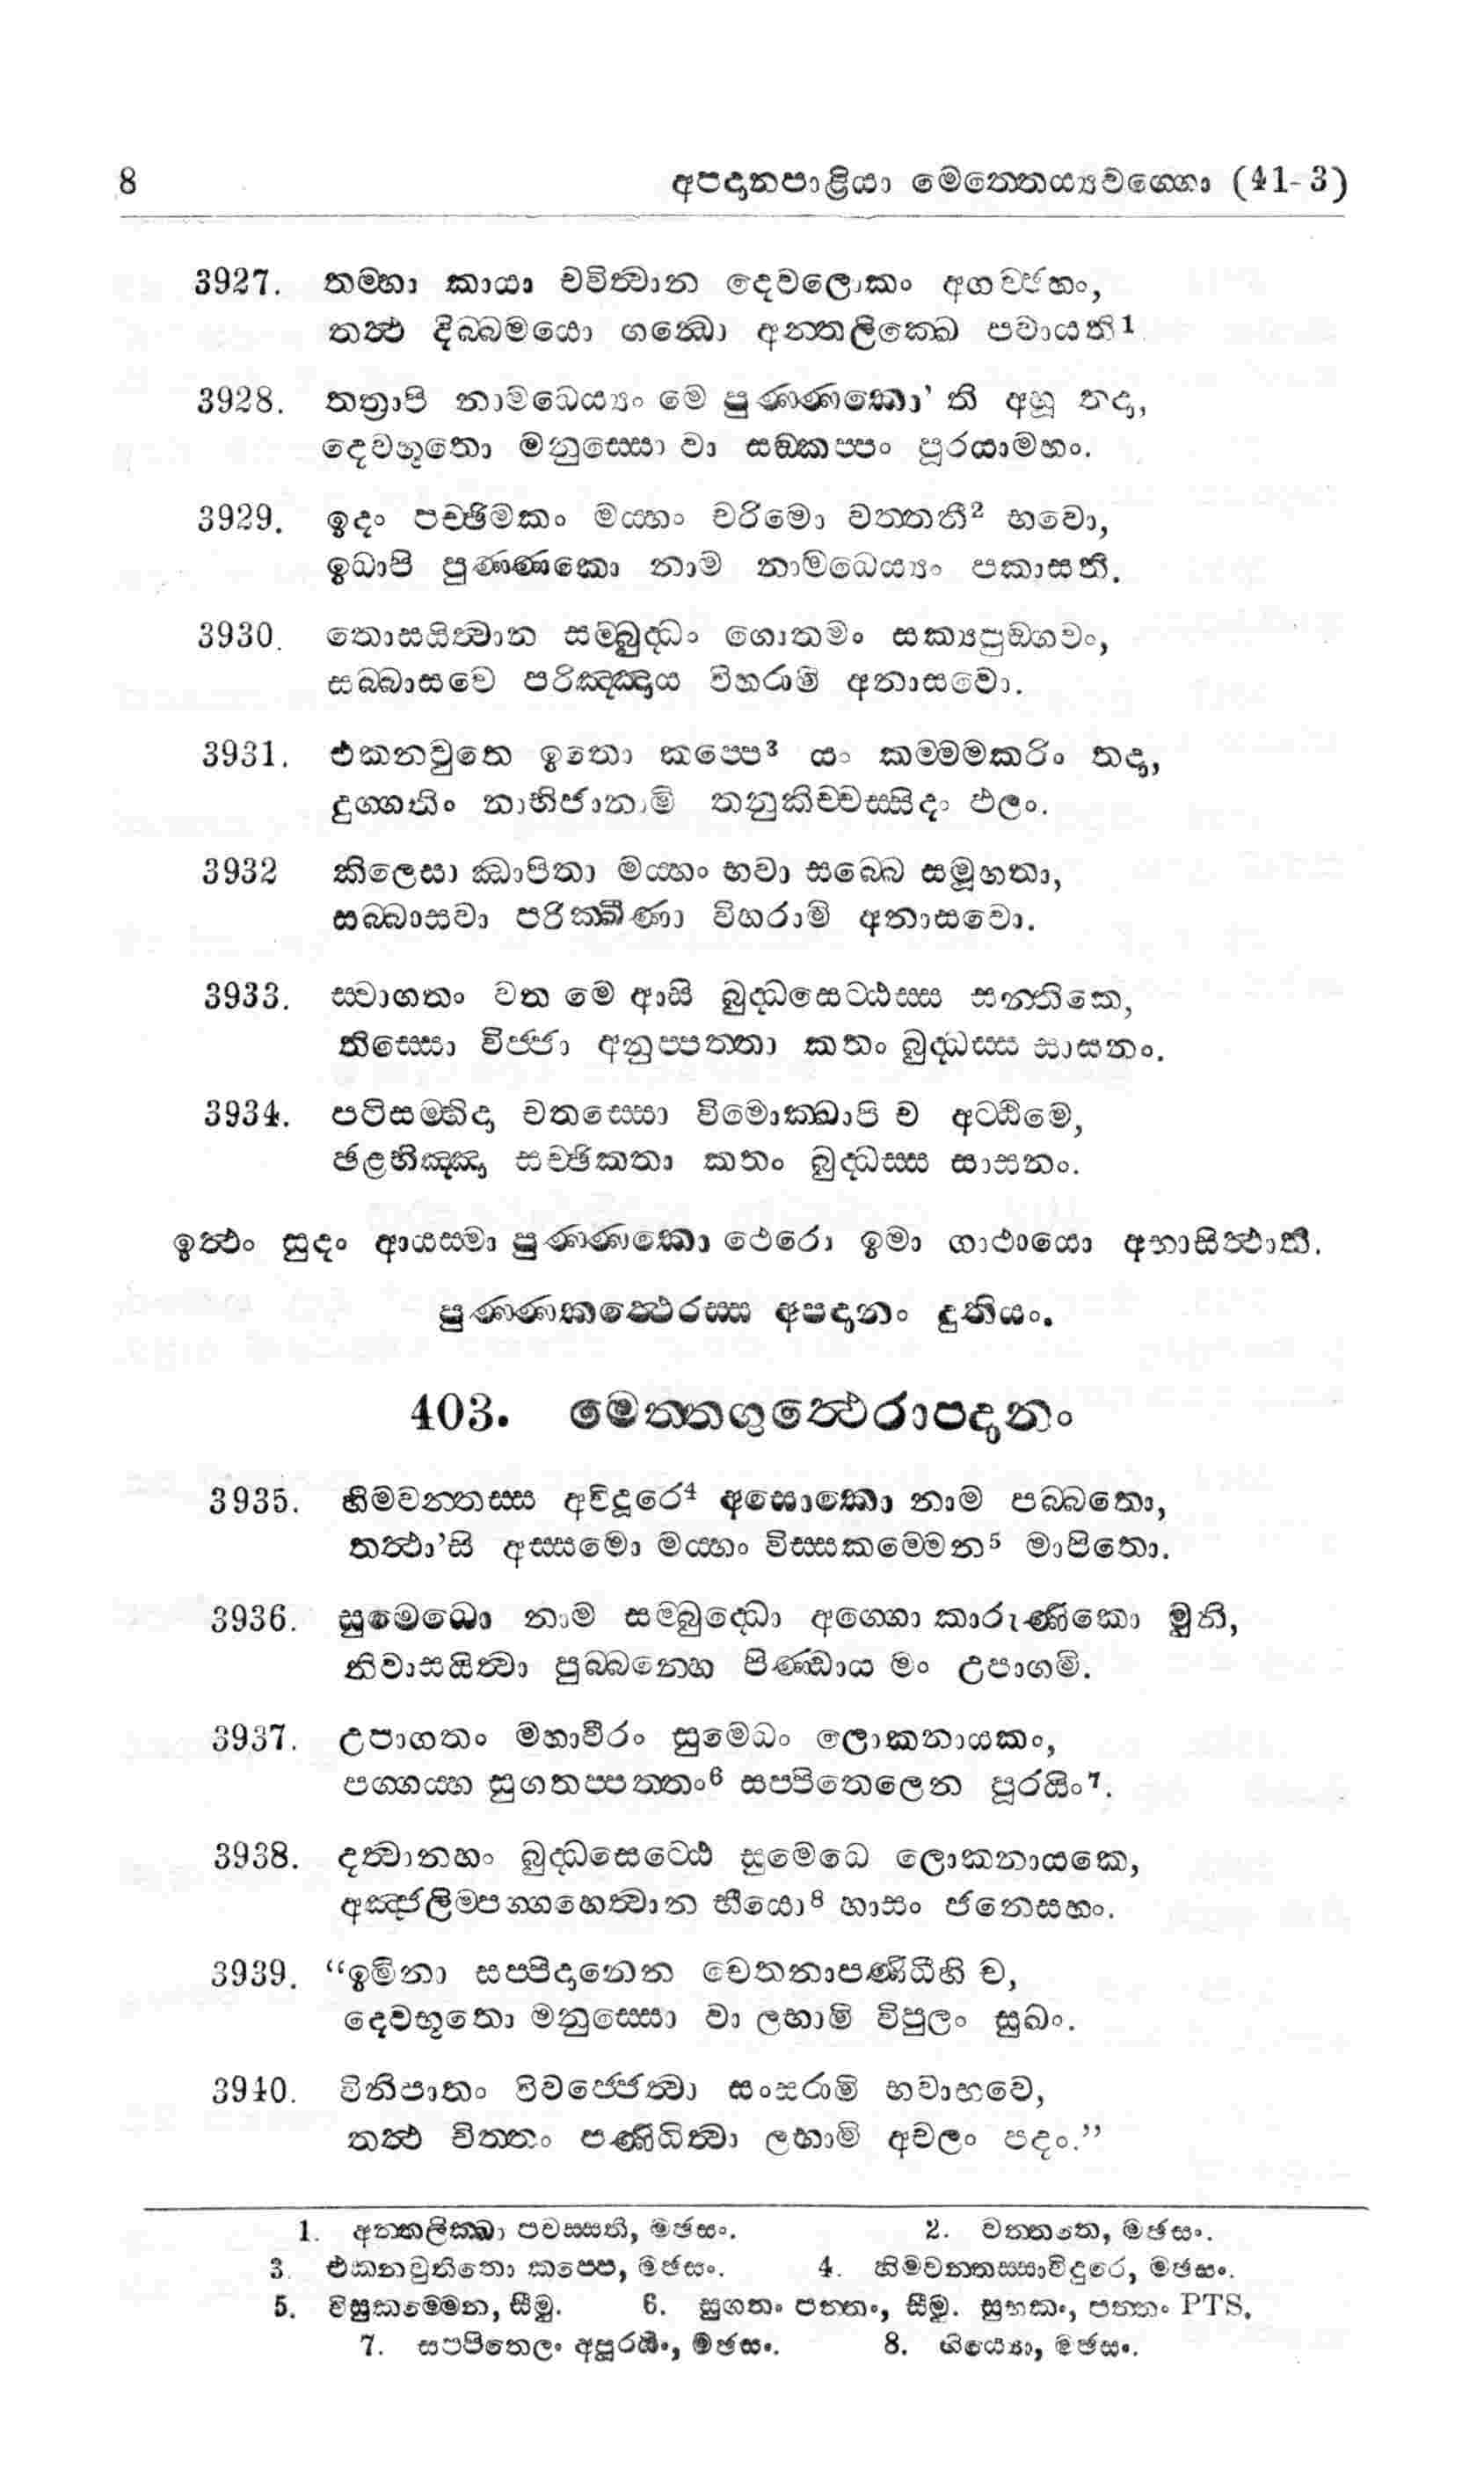 8 අපදානපාළියා මෙත්තෙය්‍යවග්ගො (41-3)
3927. තම්හා කායා චවිත්‍වාන දෙවලොකං අගච්ඡහං,
තත්‍ථ දිබ්බමයො ගන්‍ධො අන්තලික්ඛෙ පවායති1
3928. තත්‍රාපි නාමධෙය්‍යං මෙ පුණ්ණකො’ ති අහූ තදා,
දෙවභූතො මනුස්සො වා සඞ්කප්පං පූරයාමහං.
3929. ඉදං පච්ඡිමකං මය්හං චරිමො වත්තතී2 භවො,
ඉධාපි පුණ්ණකො නාම නාමධෙය්‍යං පකාසති.
3930. තොසයිත්‍වාන සම්බුද්ධං ගොතමං සක්‍යපුඞ්ගවං,
සබ්බාසවෙ පරිඤ්ඤාය විහරාමි අනාසවො.
3931. එකනවුතෙ ඉතො කප්පෙ3 යං කම්මමකරිං තදා,
දුග්ගතිං නාභිජානාමි තනුකිච්චස්සිදං ඵලං.
3932 කිලෙසා ඣාපිතා මය්හං භවා සබ්බෙ සමූහතා,
සබ්බාසවා පරික්ඛීණා විහරාමි අනාසවො.
3933. ස්වාගතං වත මෙ ආසි බුද්ධසෙට්ඨස්ස සන්තිකෙ,
තිස්සො විජ්ජා අනුප්පත්තා කතං බුද්ධස්ස සාසනං.
3934. පටිසම්භිදා චතස්සො විමොක්ඛාපි ච අට්ඨිමෙ,
ඡළභිඤ්ඤා සච්ඡිකතා කතං බුද්ධස්ස සාසනං.
ඉත්‍ථං සුදං ආයස්මා පුණ්ණකො ථෙරො ඉමා ගාථායො අභාසිත්‍ථාති.
පුණ්ණකත්‍ථෙරස්ස අපදානං දුතියං.
403. මෙත්තගුත්‍ථෙරාපදානං
3935. හිමවන්තස්ස අවිදූරෙ4 අසොකො නාම පබ්බතො,
තත්‍ථා’සි අස්සමො මය්හං විස්සකම්මෙන5 මාපිතො.
3936. සුමෙධො නාම සම්බුද්ධො අග්ගො කාරුණිකො මුනි,
නිවාසයිත්‍වා පුබ්බන්හෙ පිණ්ඩාය මං උපාගමි.
3937. උපාගතං මහාවීරං සුමෙධං ලොකනායකං,
පග්ගය්හ සුගතප්පත්තං6 සප්පිතෙලෙන පූරයිං7.
3938. දත්‍වානහං බුද්ධසෙට්ඨෙ සුමෙධෙ ලොකනායකෙ,
අඤ්ජලිම්පග්ගහෙත්‍වාන භීයො8 හාසං ජනෙසහං.
3939. “ඉමිනා සප්පිදානෙන චෙතනාපණිධීහි ච,
දෙවභූතො මනුස්සො වා ලභාමි විපුලං සුඛං.
3940. විනිපාතං විවජ්ජෙත්‍වා සංසරාමි භවාභවෙ,
තත්‍ථ චිත්තං පණිධිත්‍වා ලභාමි අචලං පදං.”
1. අන්තලික්ඛා පවස්සති, මඡසං. 2. වත්තතෙ, මඡසං.
3. එකනවුතිතො කප්පෙ, මඡසං. 4. හිමවන්තස්සාවිදුරෙ, මඡසං.
5. විසුකම්මෙන, සීමු. 6. සුගතං පත්තං, සීමු. සුභකං, පත්තං PTS.
7. සප්පිතෙලං අපූරයිං, මඡසං. 8. භිය්‍යො, මඡසං.